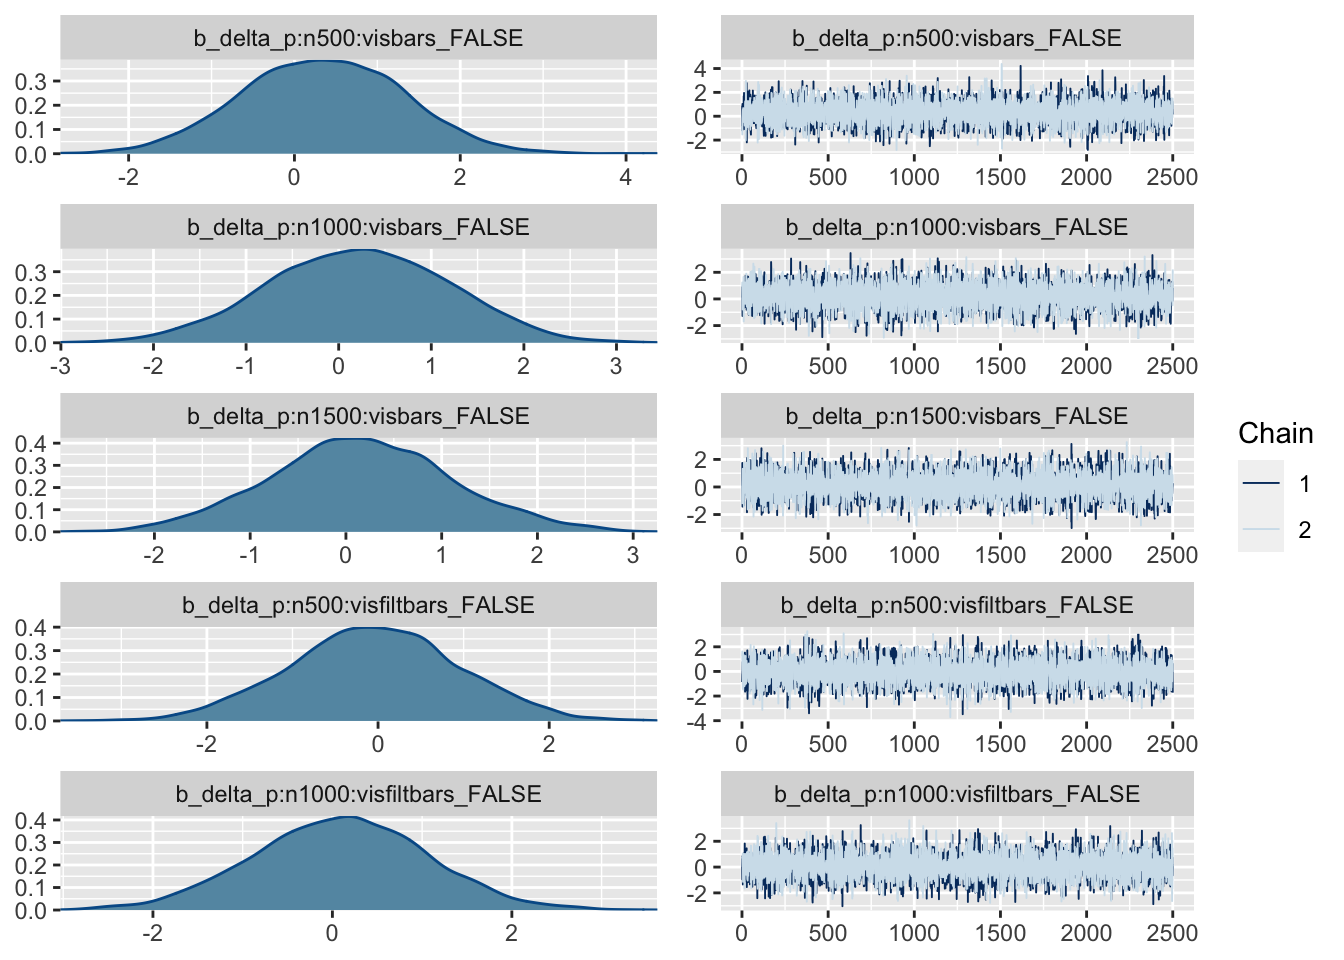 b_delta_p:n500:visbars_FALSE
0.3
0.2
0.1
0.0
-2 0 2 4
b_delta_p:n500:visbars_FALSE
4
2
0
-2
0 500 1000 1500 2000 2500
b_delta_p:n1000:visbars_FALSE
0.3
0.2
0.1
0.0
-3 -2 -1 0 1 2 3
b_delta_p:n1000:visbars_FALSE
2
0
-2
0 500 1000 1500 2000 2500
b_delta_p:n1500:visbars_FALSE
0.4
0.3
0.2
0.1
0.0
-2 -1 0 1 2 3
b_delta_p:n1500:visbars_FALSE
2
0
-2
0 500 1000 1500 2000 2500
b_delta_p:n500:visfiltbars_FALSE
0.4
0.3
0.2
0.1
0.0
-2 0 2
b_delta_p:n500:visfiltbars_FALSE
2
0
-2
-4
0 500 1000 1500 2000 2500
b_delta_p:n1000:visfiltbars_FALSE
0.4
0.3
0.2
0.1
0.0
-2 0 2
b_delta_p:n1000:visfiltbars_FALSE
2
0
-2
0 500 1000 1500 2000 2500
Chain
1
2